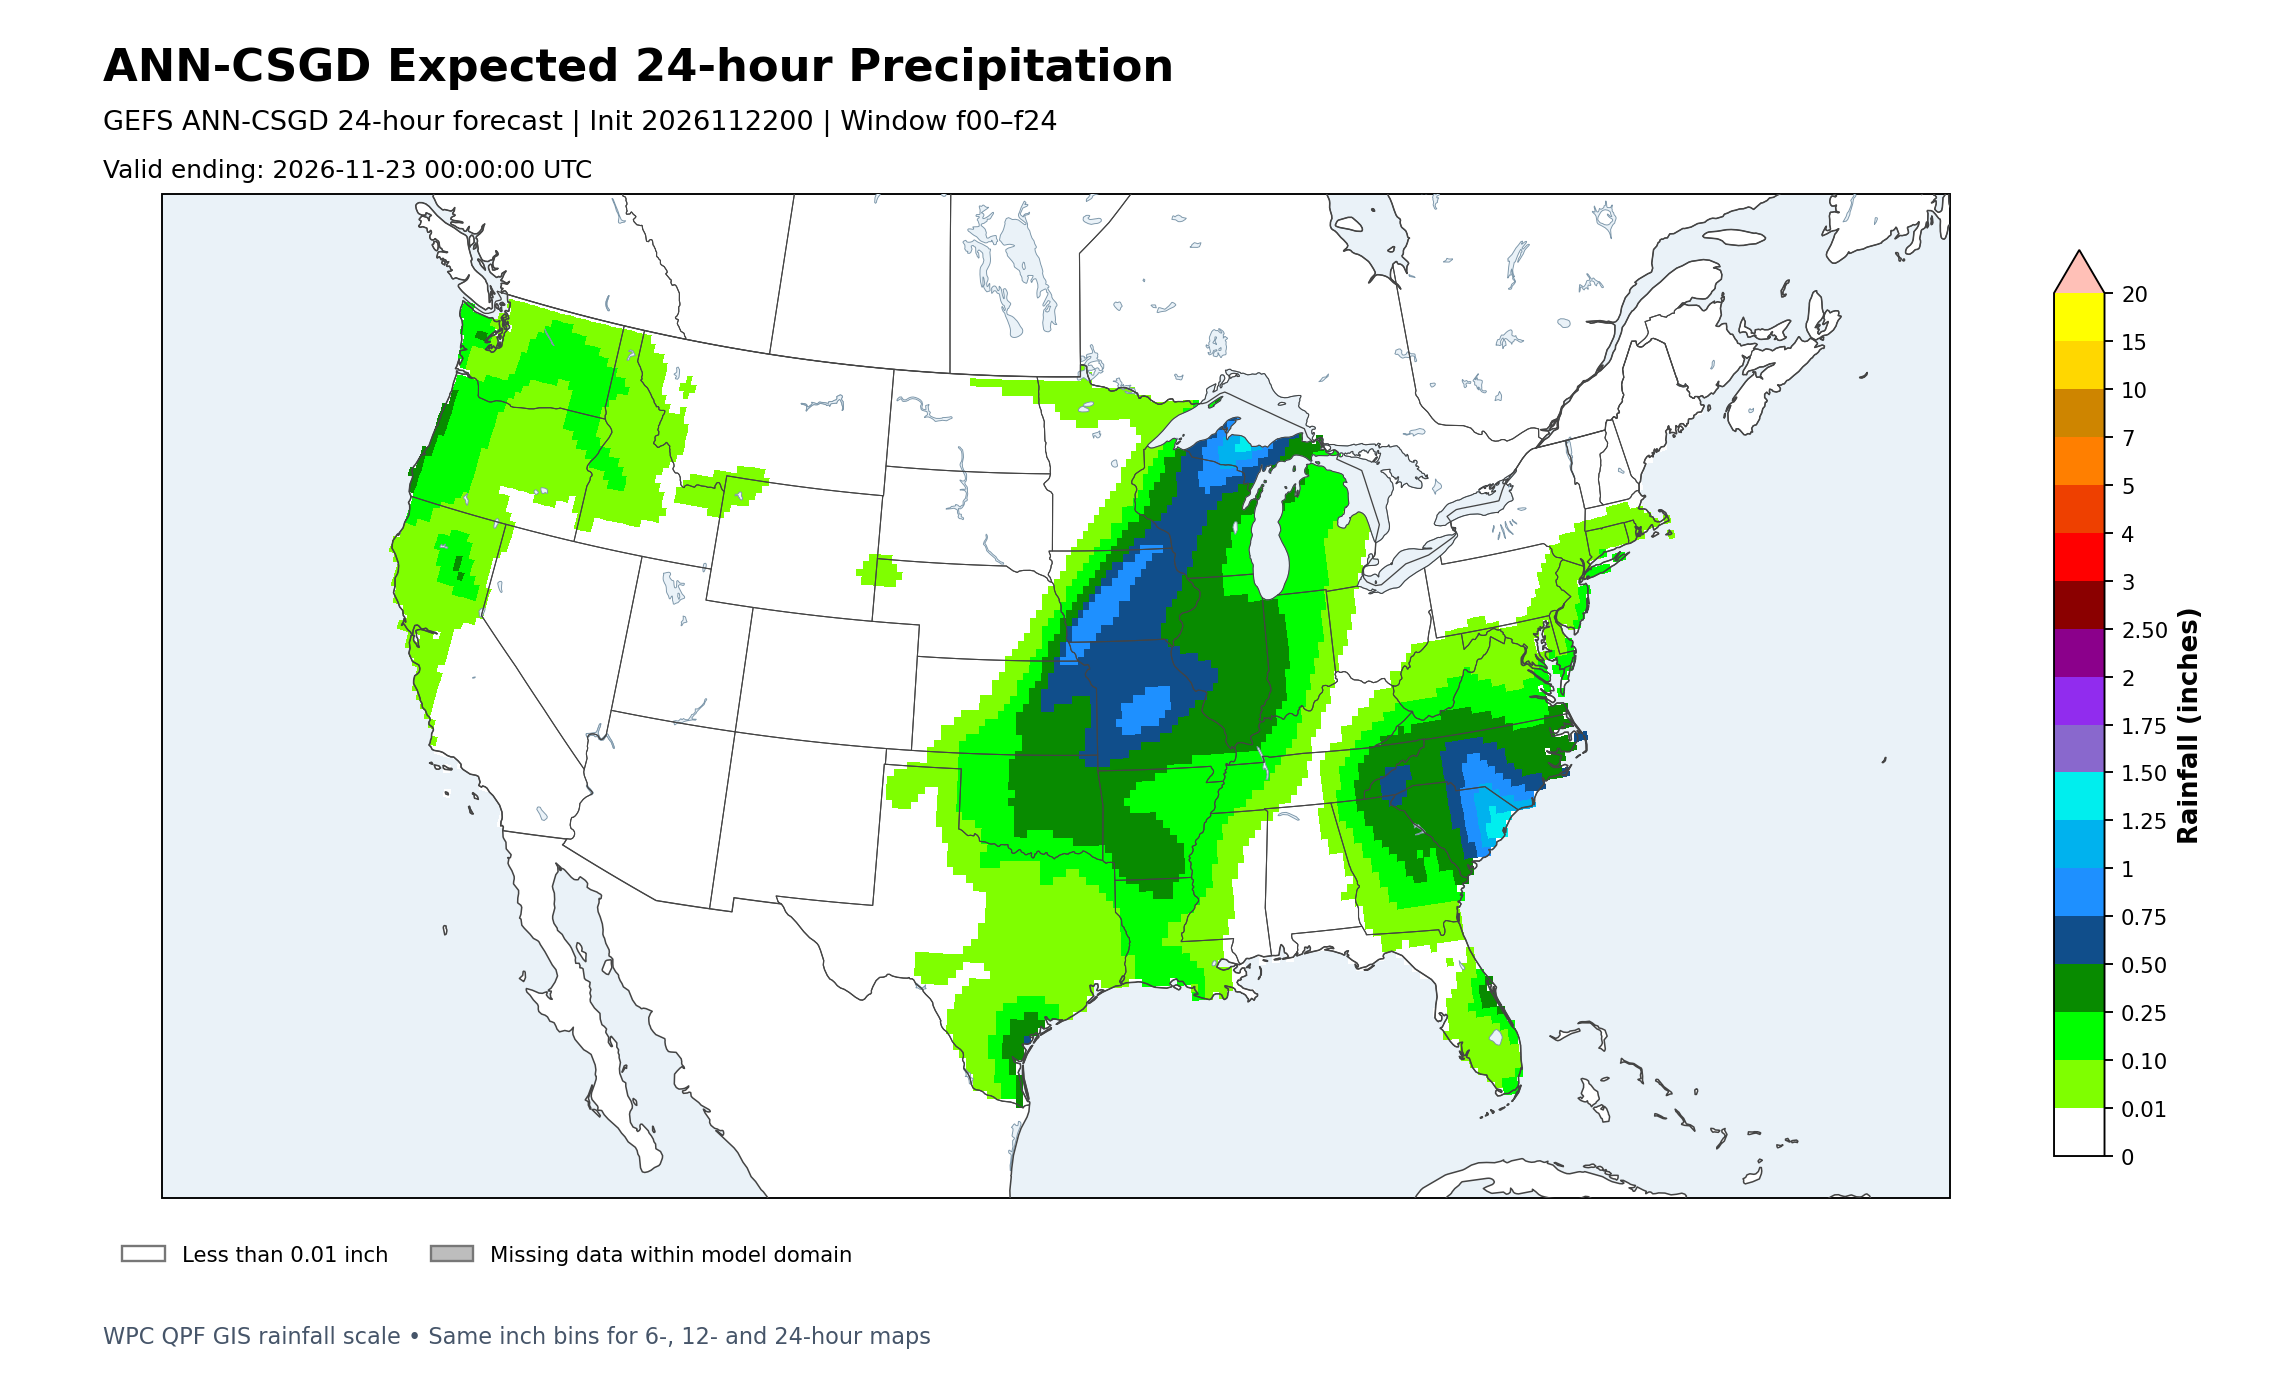 ANN-CSGD Expected 24-hour Precipitation
GEFS ANN-CSGD 24-hour forecast | Init 2026112200 | Window f00–f24
Valid ending: 2026-11-23 00:00:00 UTC
20
15
10
7
5
4
3
2.50
2
1.75
1.50
1.25
1
0.75
0.50
0.25
0.10
0.01
0
Rainfall (inches)
Less than 0.01 inch
Missing data within model domain
WPC QPF GIS rainfall scale • Same inch bins for 6-, 12- and 24-hour maps